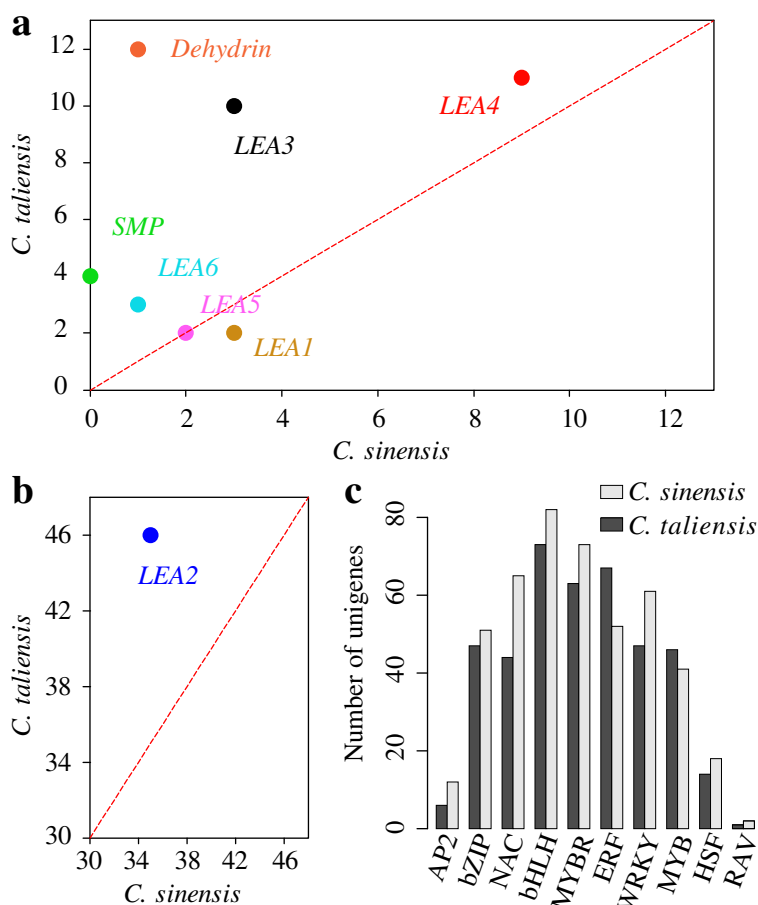 a
12
10
8
6
4
2
0
C. taliensis
Dehydrin
LEA4
LEA3
SMP
LEA6
LEA5
LEA1
0 2 4 6 8 10 12
C. sinensis
b
46
42
38
34
30
C. taliensis
LEA2
30 34 38 42 46
C. sinensis
c
C. sinensis
C. taliensis
80
60
40
20
0
Number of unigenes
AP2 bZIP NAC bHLH MYBR ERF WRKY MYB HSF RAV